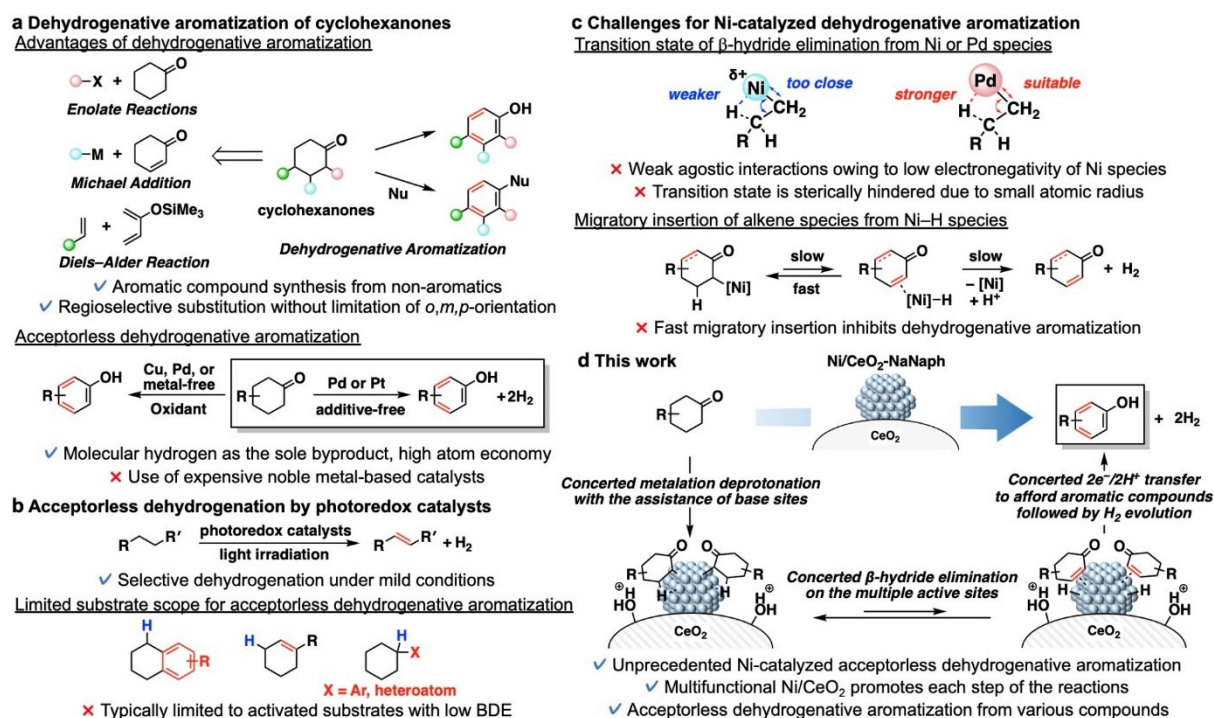 a Dehydrogenative aromatization of cyclohexanones
Advantages of dehydrogenative aromatization
X +
O
Enolate Reactions
M +
O
Michael Addition
+
OSiMe3
Diels–Alder Reaction
O
cyclohexanones
Nu
OH
Nu
Dehydrogenative Aromatization
✓ Aromatic compound synthesis from non-aromatics
✓ Regioselective substitution without limitation of o,m,p-orientation
Acceptorless dehydrogenative aromatization
R
OH
Cu, Pd, or
metal-free
Oxidant
R
O
Pd or Pt
additive-free
R
OH
+2H2
✓ Molecular hydrogen as the sole byproduct, high atom economy
✗ Use of expensive noble metal-based catalysts
b Acceptorless dehydrogenation by photoredox catalysts
R
R′
photoredox catalysts
light irradiation
R
R′
+ H2
✓ Selective dehydrogenation under mild conditions
Limited substrate scope for acceptorless dehydrogenative aromatization
H
R
H
R
H
X
X = Ar, heteroatom
✗ Typically limited to activated substrates with low BDE
c Challenges for Ni-catalyzed dehydrogenative aromatization
Transition state of β-hydride elimination from Ni or Pd species
δ+
Ni
too close
weaker
H
CH2
C
R
H
Pd
suitable
stronger
H
CH2
C
R
H
✗ Weak agostic interactions owing to low electronegativity of Ni species
✗ Transition state is sterically hindered due to small atomic radius
Migratory insertion of alkene species from Ni–H species
R
O
[Ni]
H
slow
fast
R
O
[Ni]–H
slow
– [Ni]
+ H+
R
O
+ H2
✗ Fast migratory insertion inhibits dehydrogenative aromatization
d This work
Ni/CeO2-NaNaph
R
O
CeO2
R
OH
+ 2H2
Concerted metalation deprotonation
with the assistance of base sites
Concerted 2e−/2H+ transfer
to afford aromatic compounds
followed by H2 evolution
O
O
R
R
H
H
⊕
H
HO
⊕
H
OH
CeO2
Concerted β-hydride elimination
on the multiple active sites
O
O
R
R
H
H
⊕
H
HO
⊕
H
OH
CeO2
✓ Unprecedented Ni-catalyzed acceptorless dehydrogenative aromatization
✓ Multifunctional Ni/CeO2 promotes each step of the reactions
✓ Acceptorless dehydrogenative aromatization from various compounds